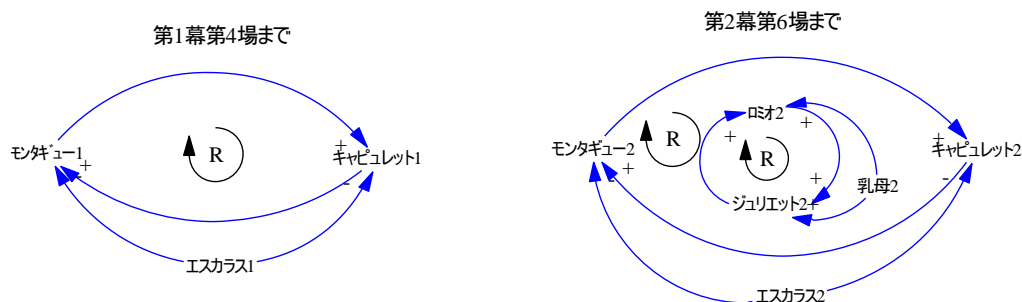 第1幕第4場まで
モンタギュー1
+
-
R
+
キャピュレット1
-
エスカラス1
第2幕第6場まで
モンタギュー2
-
+
R
ロミオ2
+
+
R
+
ジュリエット2
+
乳母2
+
キャピュレット2
-
エスカラス2